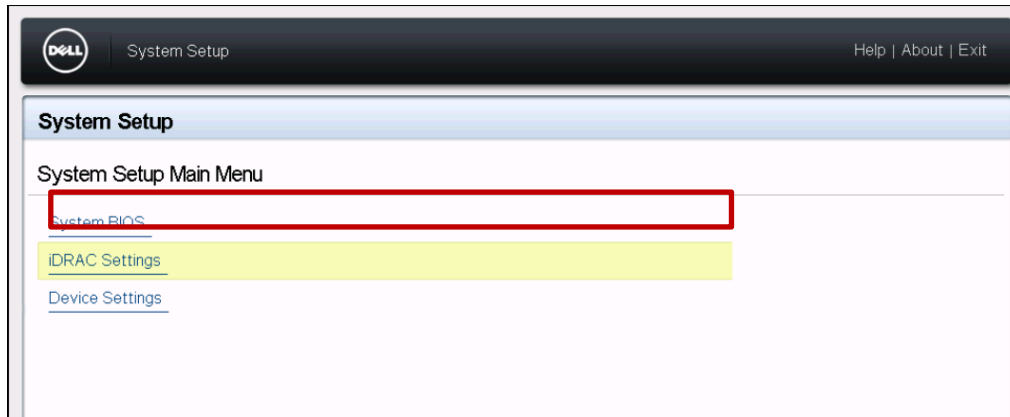 DELL
System Setup
Help | About | Exit
System Setup
System Setup Main Menu
System BIOS
iDRAC Settings
Device Settings